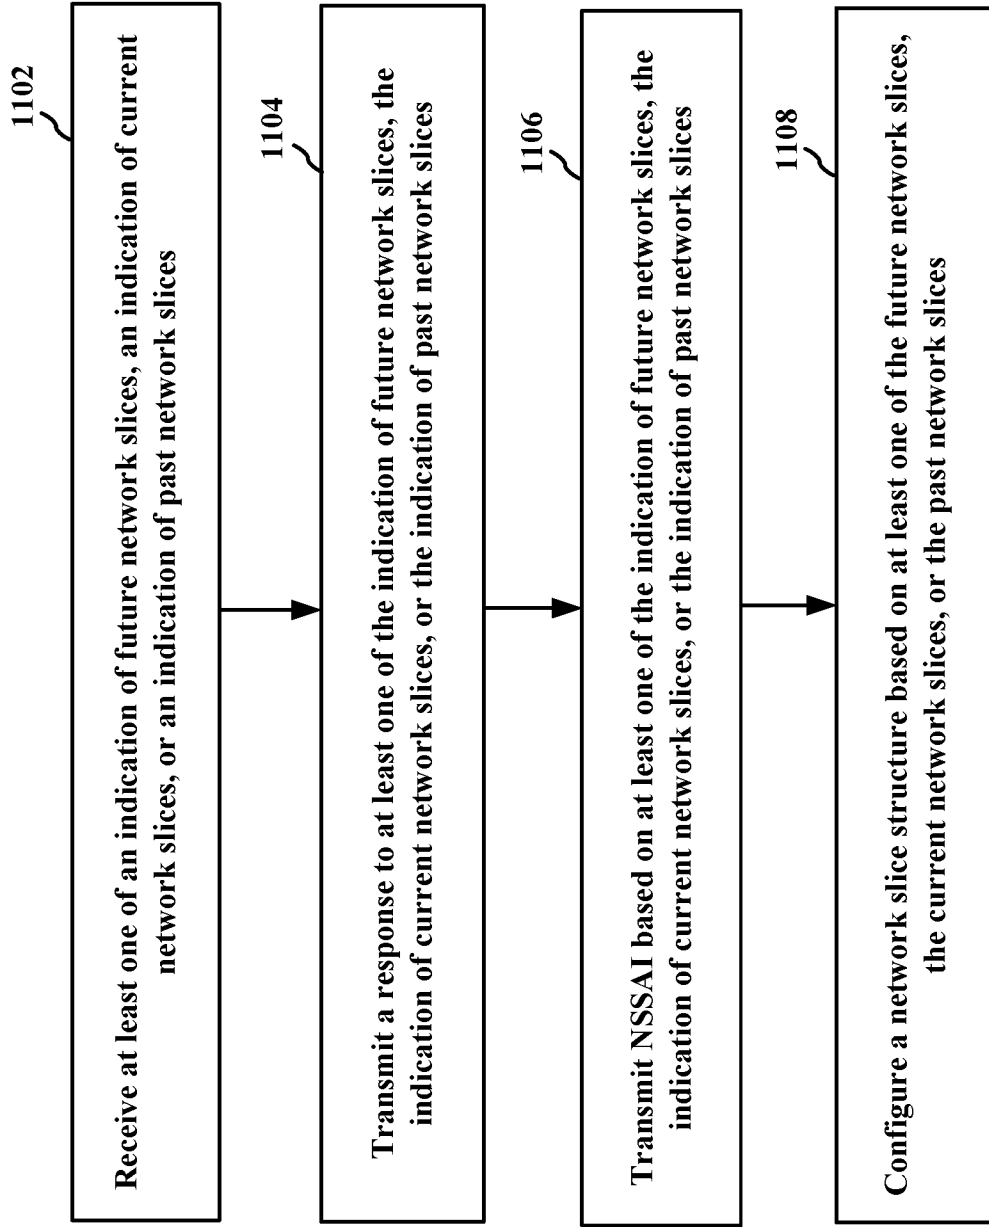 1102
Receive at least one of an indication of future network slices, an indication of current
network slices, or an indication of past network slices
1104
Transmit a response to at least one of the indication of future network slices, the
indication of current network slices, or the indication of past network slices
1106
Transmit NSSAI based on at least one of the indication of future network slices, the
indication of current network slices, or the indication of past network slices
1108
Configure a network slice structure based on at least one of the future network slices,
the current network slices, or the past network slices